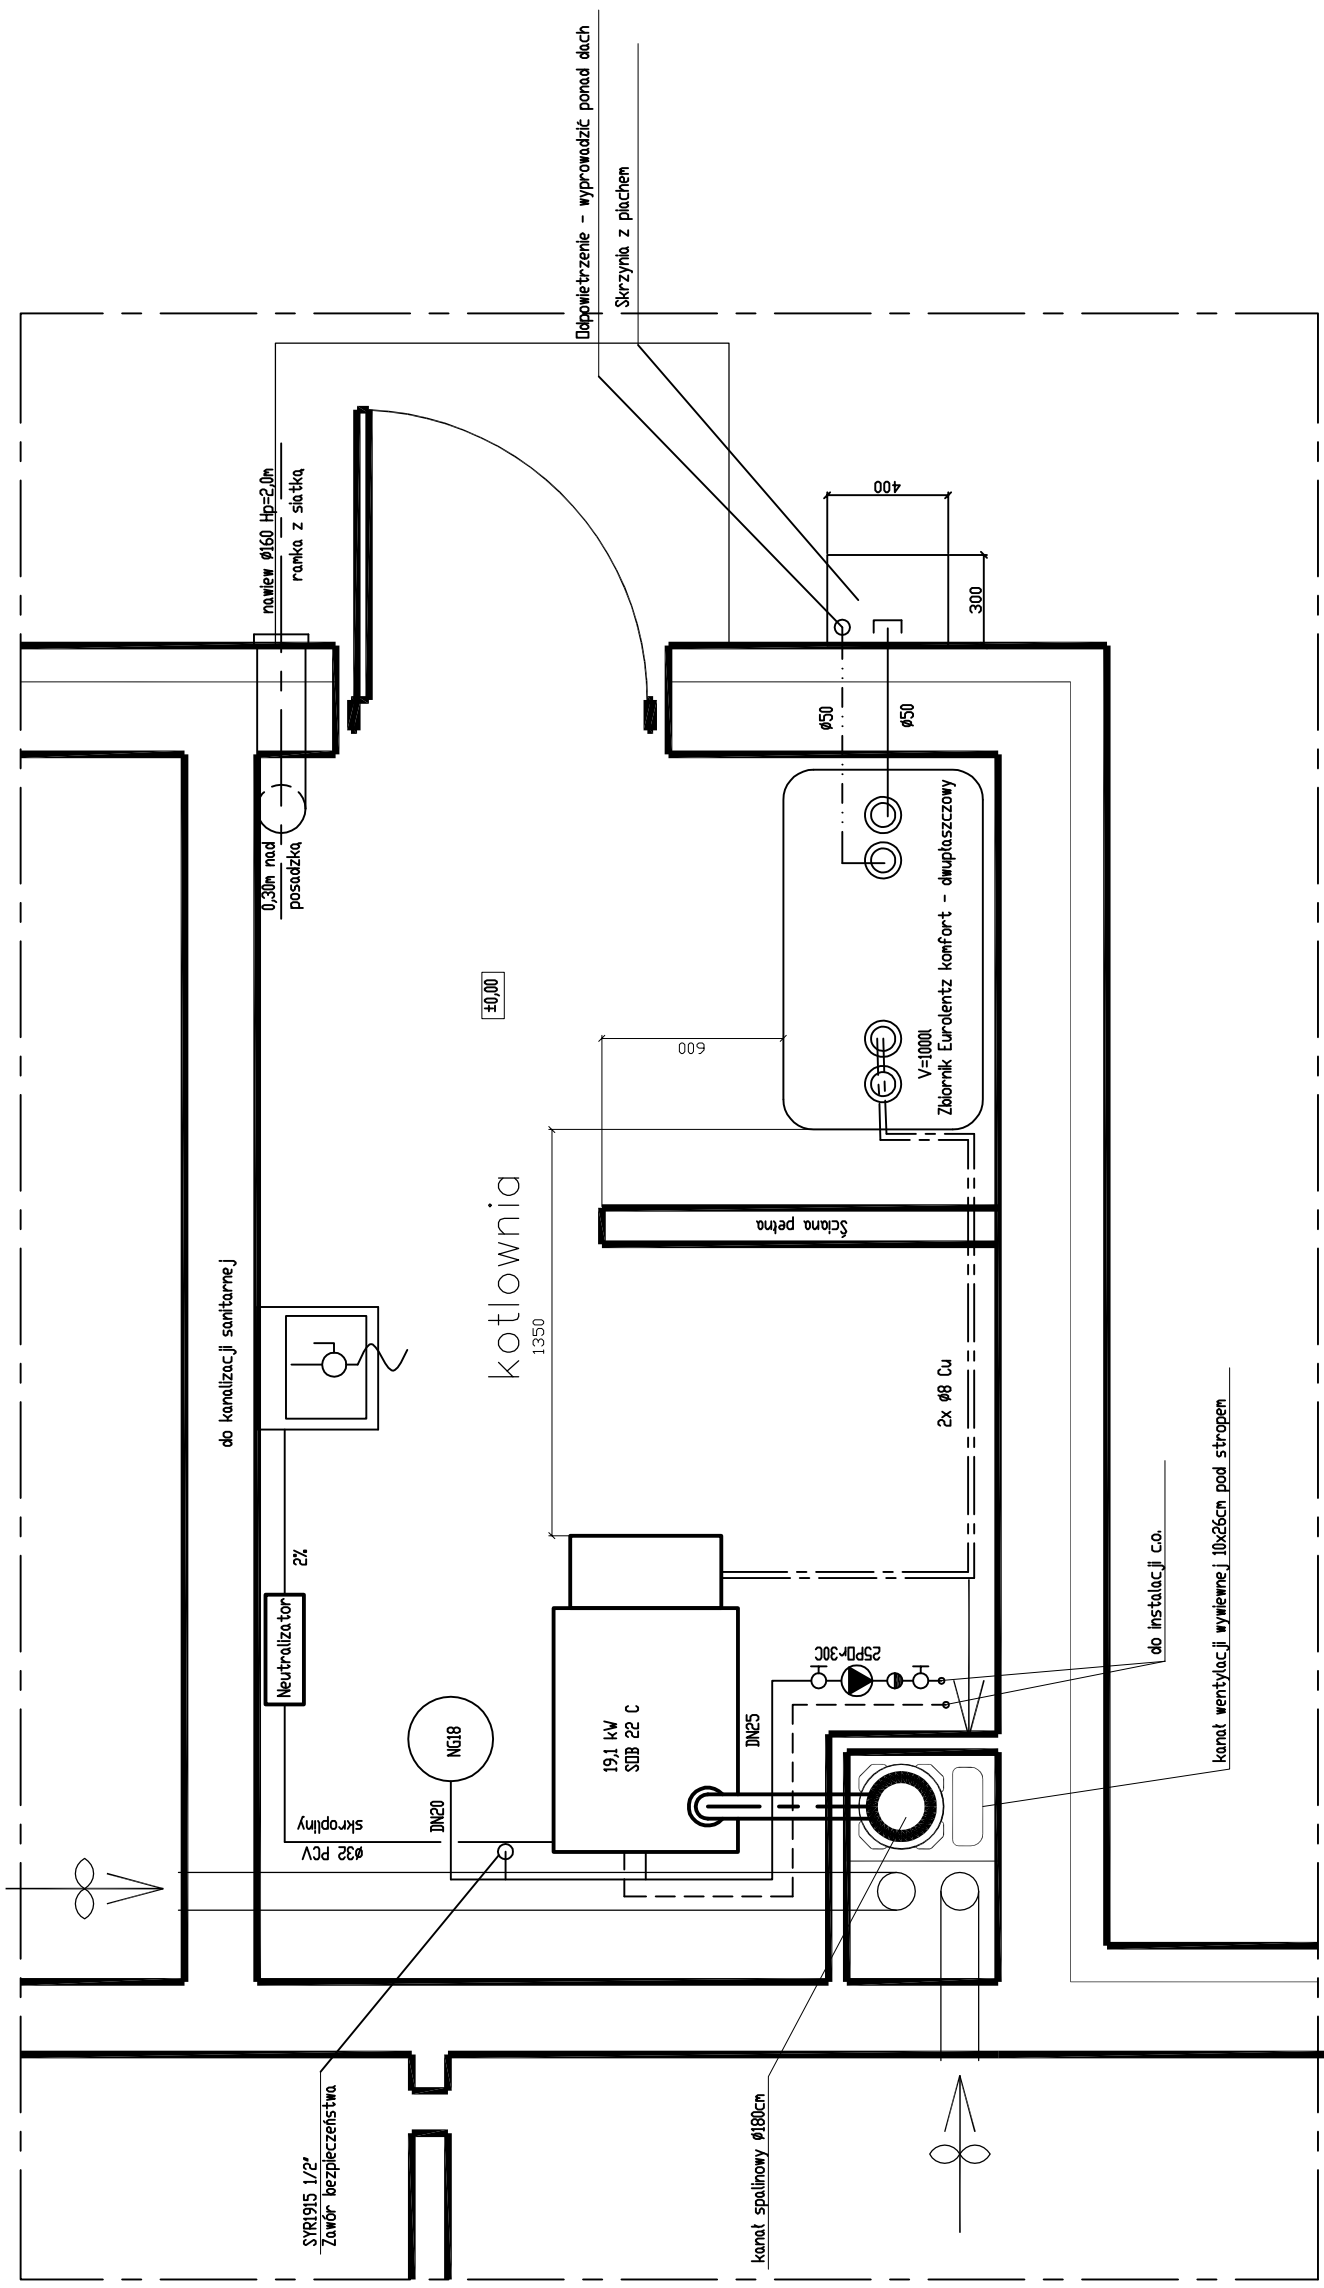 Odpowietrzenie - wyprowadzić ponad dach
Skrzynia z piachem
nawiew ø160 Hp=2,0m
ramka z siatką
400
300
ø50
ø50
0,30m nad
posadzką
±0,00
600
V=1000l
Zbiornik Eurolentz komfort - dwupłaszczowy
kotlownia
1350
Ściana pełna
do kanalizacji sanitarnej
2x ø8 Cu
2%
Neutralizator
NG18
DN20
skropliny
ø32 PCV
19,1 kW
SOB 22 C
DN25
25POr30C
do instalacji c.o.
kanał wentylacji wywiewnej 10x26cm pod stropem
SYR1915 1/2"
Zawór bezpieczeństwa
kanał spalinowy ø180cm